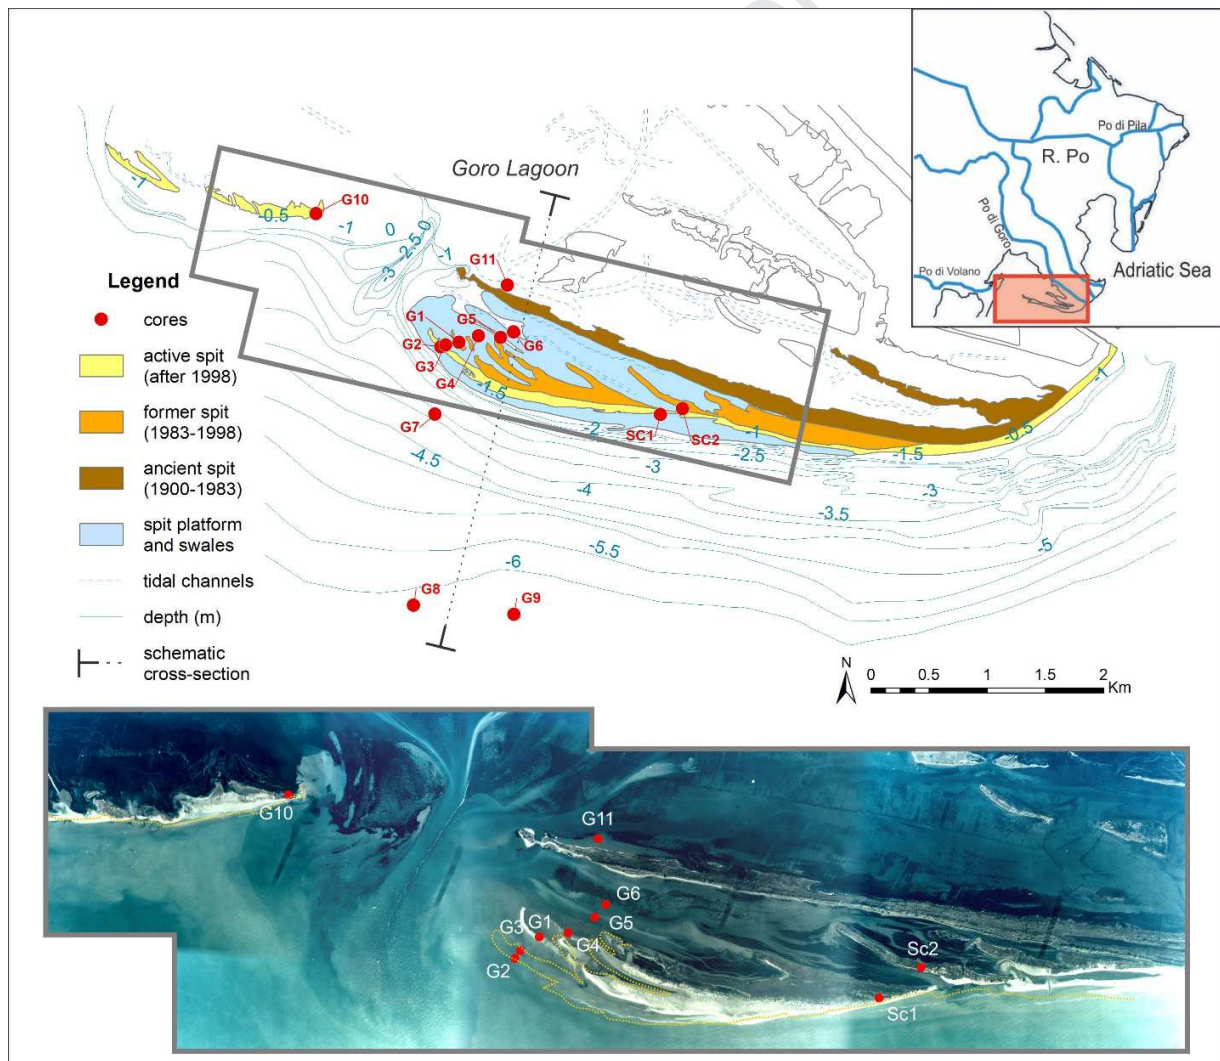 Po di Pila
R. Po
Po di Goro
Po di Volano
Adriatic Sea
Goro Lagoon
-1
-0.5
G10
-1
0
-0
-2.5
-3
-1
G11
G1
G5
G2
G6
G3
G4
-1.5
G7
SC1
SC2
-1
-2
-2.5
-1.5
-0.5
-1
-3
-3
-4.5
-4
-3.5
-5
-5.5
-6
G8
G9
Legend
cores
active spit
(after 1998)
former spit
(1983-1998)
ancient spit
(1900-1983)
spit platform
and swales
tidal channels
depth (m)
schematic
cross-section
N
0 0.5 1 1.5 2
Km
G10
G11
G6
G5
G3
G1
G4
G2
Sc2
Sc1